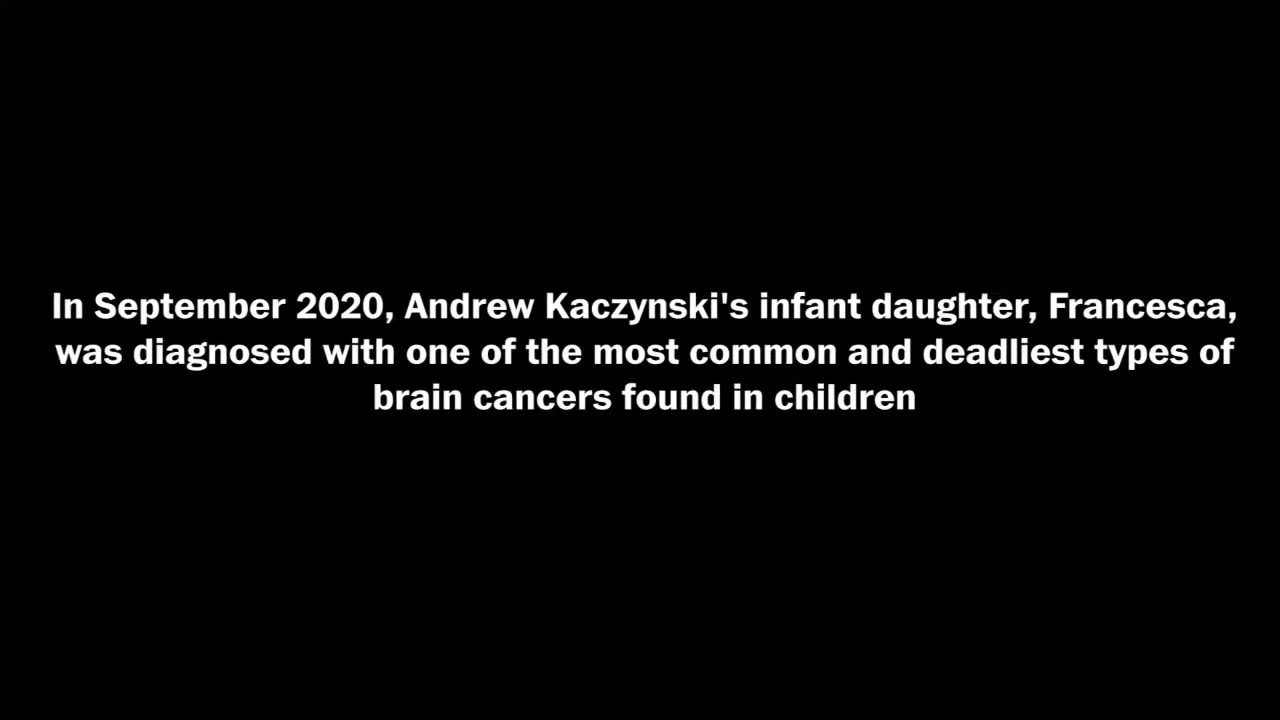 In September 2020, Andrew Kaczynski's infant daughter, Francesca,
was diagnosed with one of the most common and deadliest types of
brain cancers found in children